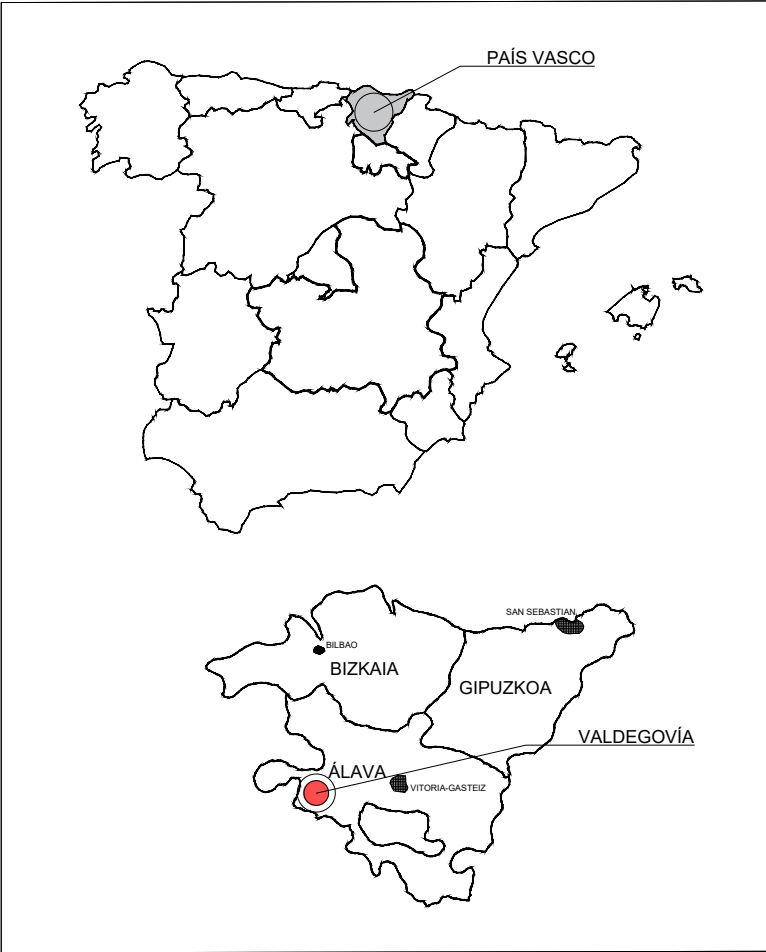 PAÍS VASCO
SAN SEBASTIAN
BILBAO
BIZKAIA
GIPUZKOA
VALDEGOVÍA
ÁLAVA
VITORIA-GASTEIZ